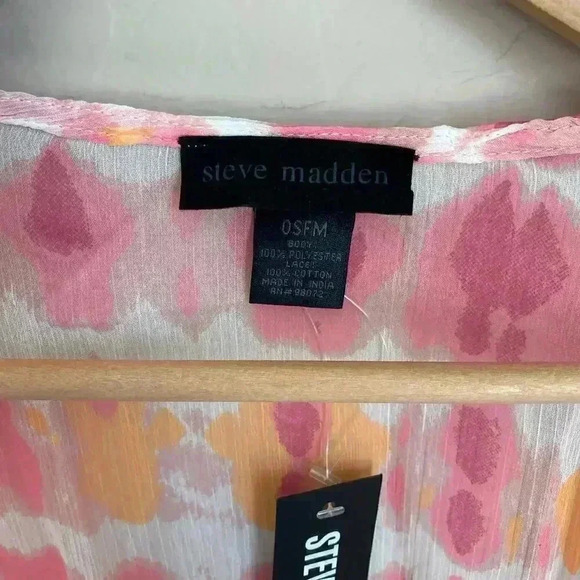 steve madden
OSFM
BODY:
100% POLYESTER
LACE:
100% COTTON
MADE IN INDIA
RN# 98072
STEV